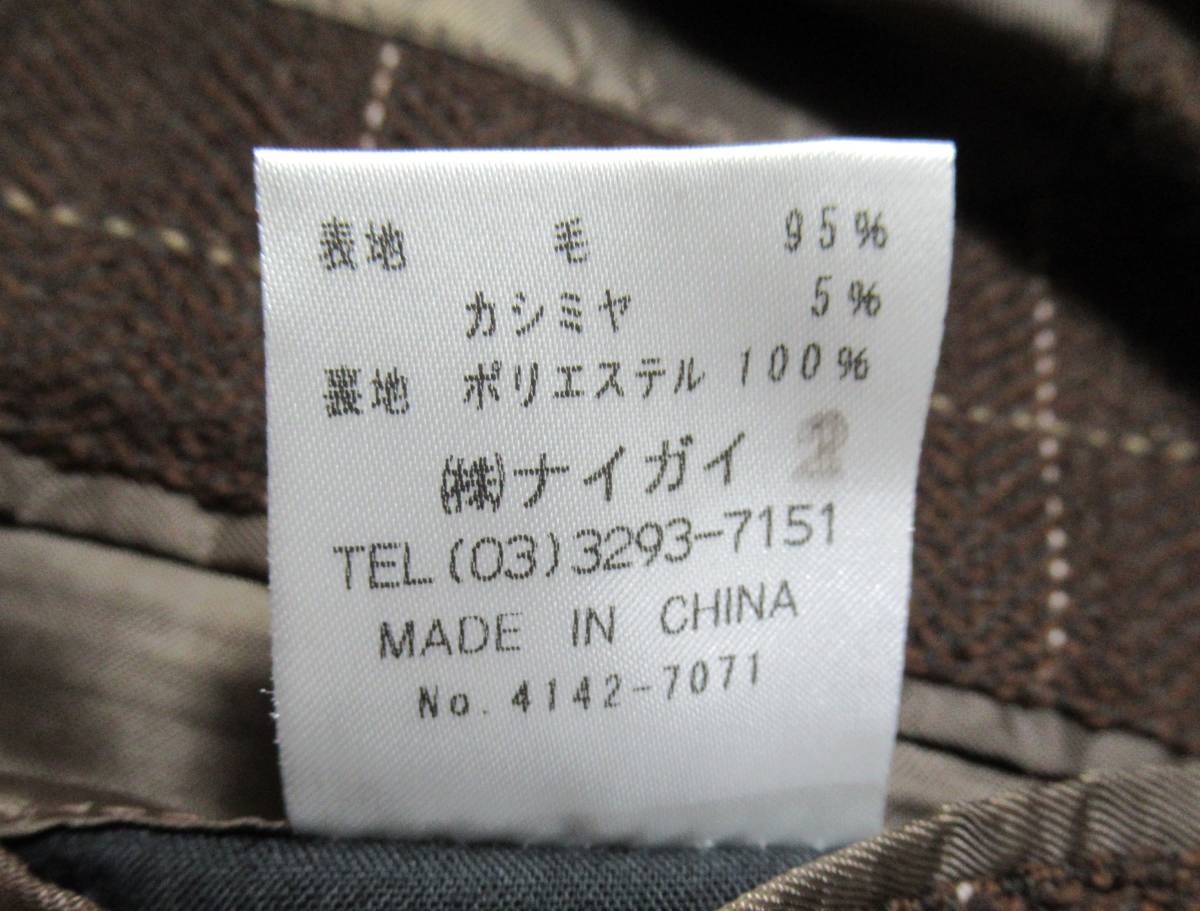 表地 毛 95%
カシミヤ 5%
裏地 ポリエステル 100%
(株)ナイガイ
TEL(03)3293-7151
MADE IN CHINA
No.4142-7071